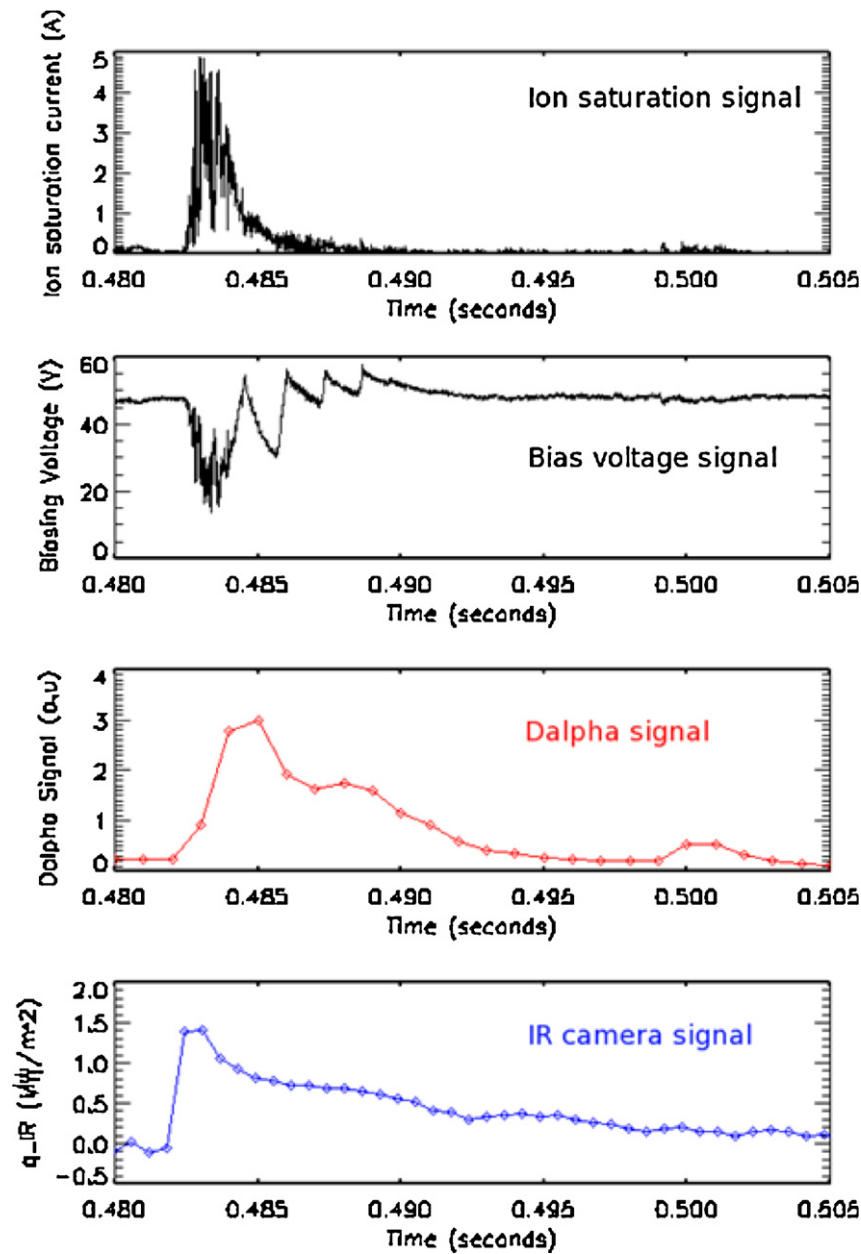 Ion saturation current (A)
5
4
3
2
1
0
Ion saturation signal
0.480 0.485 0.490 0.495 0.500 0.505
Time (seconds)
Biasing Voltage (V)
60
40
20
0
Bias voltage signal
0.480 0.485 0.490 0.495 0.500 0.505
Time (seconds)
Dalpha Signal (a,u)
4
3
2
1
0
Dalpha signal
0.480 0.485 0.490 0.495 0.500 0.505
Time (seconds)
2.0
1.5
1.0
0.5
0.0
-0.5
IR camera signal
0.480 0.485 0.490 0.495 0.500 0.505
Time (seconds)